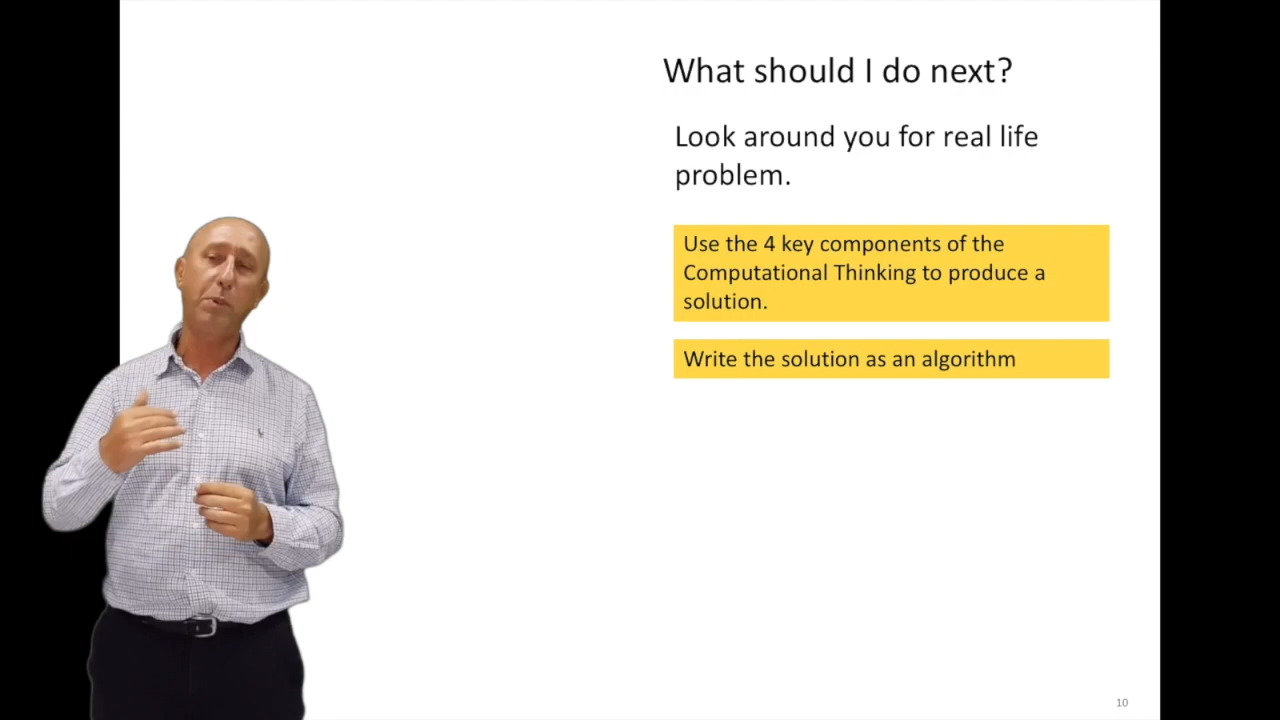 What should I do next?
Look around you for real life
problem.
Use the 4 key components of the
Computational Thinking to produce a
solution.
Write the solution as an algorithm
10